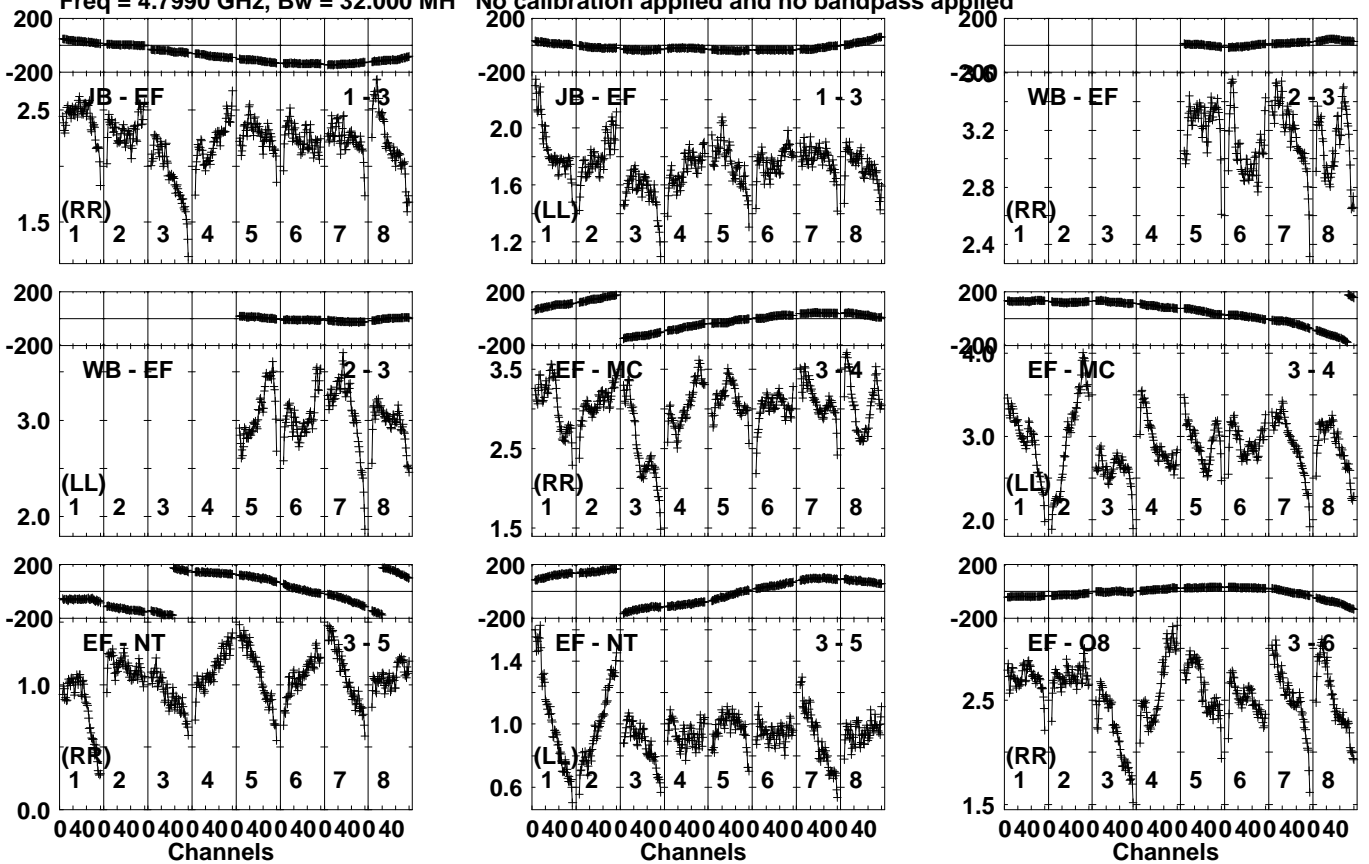 Freq = 4.7990 GHz, Bw = 32.000 MH No calibration applied and no bandpass applied
200
-200
JB - EF 1 - 3
2.5
1.5
(RR)
1 2 3 4 5 6 7 8
200
-200
JB - EF 1 - 3
2.0
1.6
1.2
(LL)
1 2 3 4 5 6 7 8
200
-200
3.6
WB - EF 2 - 3
3.2
2.8
2.4
(RR)
1 2 3 4 5 6 7 8
200
-200
WB - EF 2 - 3
3.0
2.0
(LL)
1 2 3 4 5 6 7 8
200
-200
EF - MC 3 - 4
3.5
2.5
1.5
(RR)
1 2 3 4 5 6 7 8
200
-200
4.0
EF - MC 3 - 4
3.0
2.0
(LL)
1 2 3 4 5 6 7 8
200
-200
EF - NT 3 - 5
1.0
0.0
(RR)
1 2 3 4 5 6 7 8
0 40 0 40 0 40 0 40 0 40 0 40 0 40 0 40
Channels
200
-200
EF - NT 3 - 5
1.4
1.0
0.6
(LL)
1 2 3 4 5 6 7 8
0 40 0 40 0 40 0 40 0 40 0 40 0 40 0 40
Channels
200
-200
EF - O8 3 - 6
2.5
1.5
(RR)
1 2 3 4 5 6 7 8
0 40 0 40 0 40 0 40 0 40 0 40 0 40 0 40
Channels